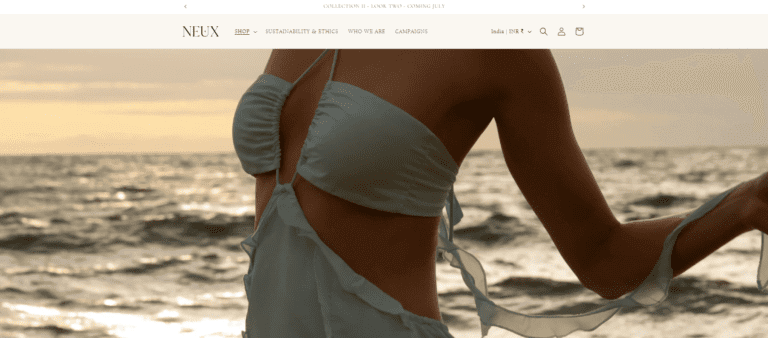 COLLECTION II - LOOK TWO - COMING JULY
NEUX
SHOP
SUSTAINABILITY & ETHICS
WHO WE ARE
CAMPAIGNS
India | INR ₹